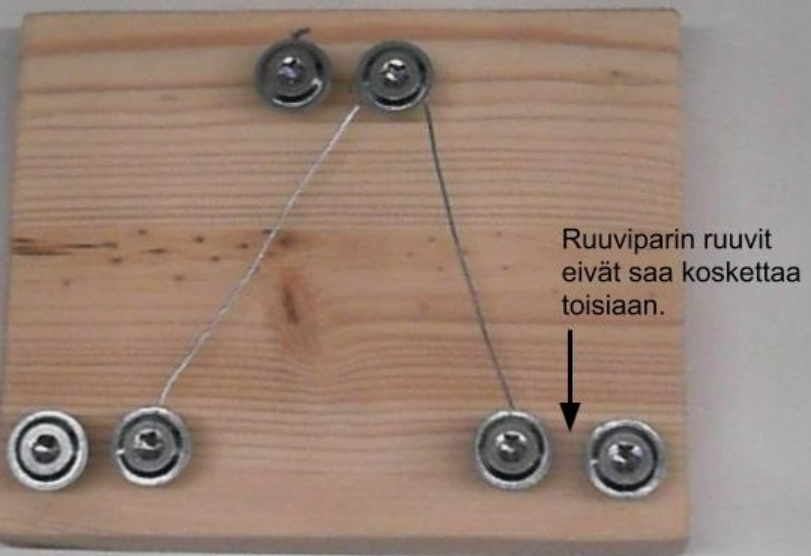 Ruuviparin ruuvit
eivät saa koskettaa
toisiaan.